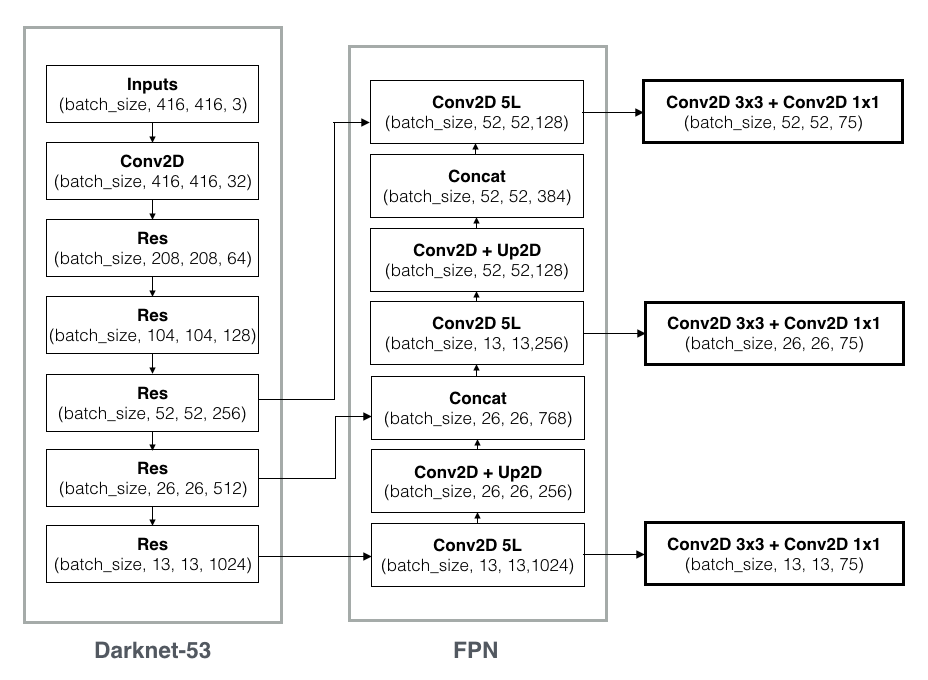 Inputs
(batch_size, 416, 416, 3)
Conv2D
(batch_size, 416, 416, 32)
Res
(batch_size, 208, 208, 64)
Res
(batch_size, 104, 104, 128)
Res
(batch_size, 52, 52, 256)
Res
(batch_size, 26, 26, 512)
Res
(batch_size, 13, 13, 1024)
Darknet-53
Conv2D 5L
(batch_size, 52, 52,128)
Concat
(batch_size, 52, 52, 384)
Conv2D + Up2D
(batch_size, 52, 52,128)
Conv2D 5L
(batch_size, 13, 13,256)
Concat
(batch_size, 26, 26, 768)
Conv2D + Up2D
(batch_size, 26, 26, 256)
Conv2D 5L
(batch_size, 13, 13,1024)
FPN
Conv2D 3x3 + Conv2D 1x1
(batch_size, 52, 52, 75)
Conv2D 3x3 + Conv2D 1x1
(batch_size, 26, 26, 75)
Conv2D 3x3 + Conv2D 1x1
(batch_size, 13, 13, 75)